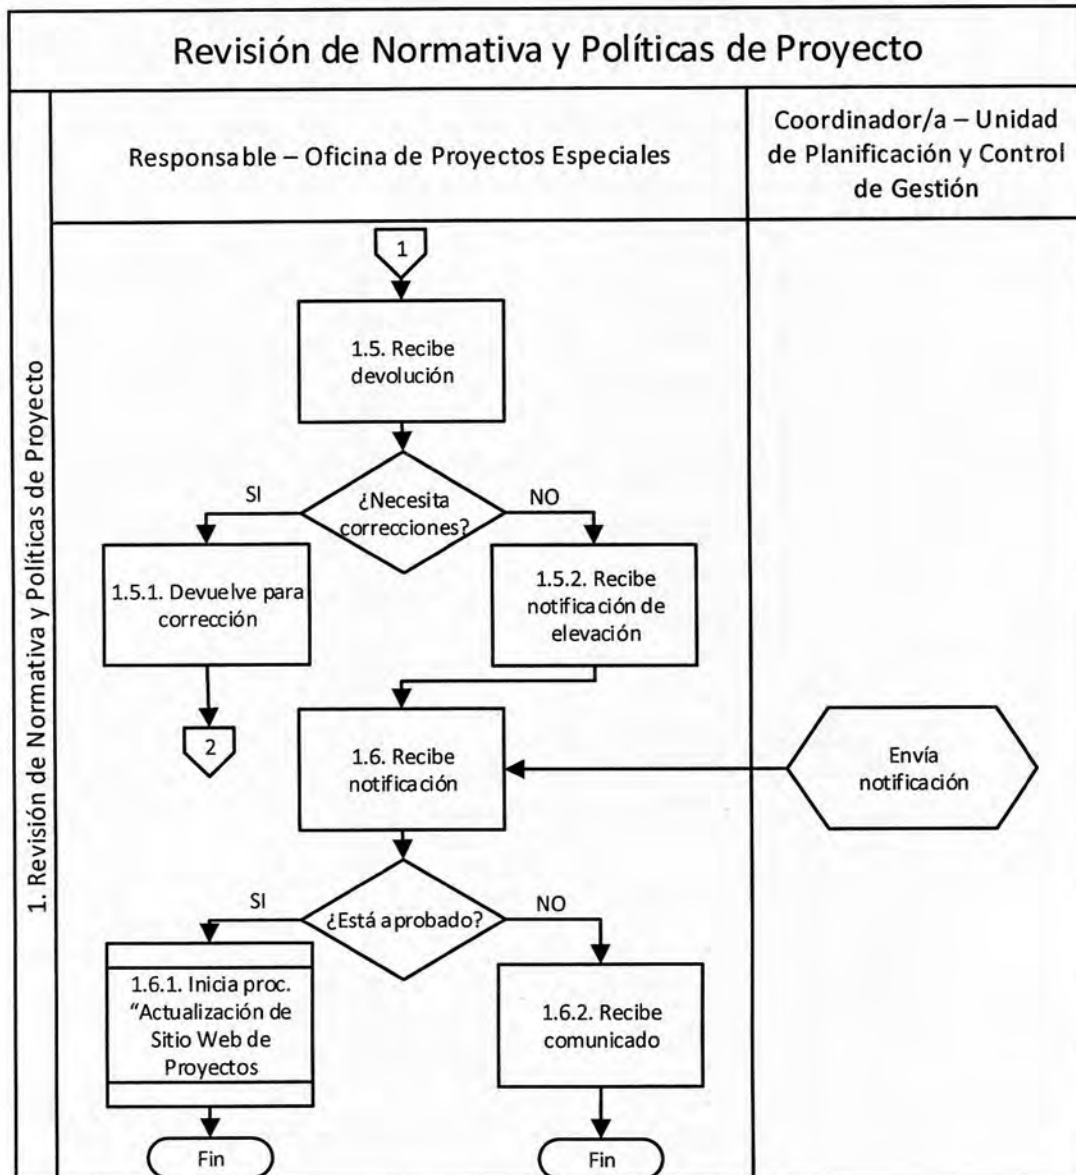 Revisión de Normativa y Políticas de Proyecto
Responsable – Oficina de Proyectos Especiales
Coordinador/a – Unidad
de Planificación y Control
de Gestión
1. Revisión de Normativa y Políticas de Proyecto
1
1.5. Recibe
devolución
¿Necesita
correcciones?
SI
NO
1.5.1. Devuelve para
corrección
1.5.2. Recibe
notificación de
elevación
2
1.6. Recibe
notificación
Envía
notificación
¿Está aprobado?
SI
NO
1.6.1. Inicia proc.
“Actualización de
Sitio Web de
Proyectos
1.6.2. Recibe
comunicado
Fin
Fin